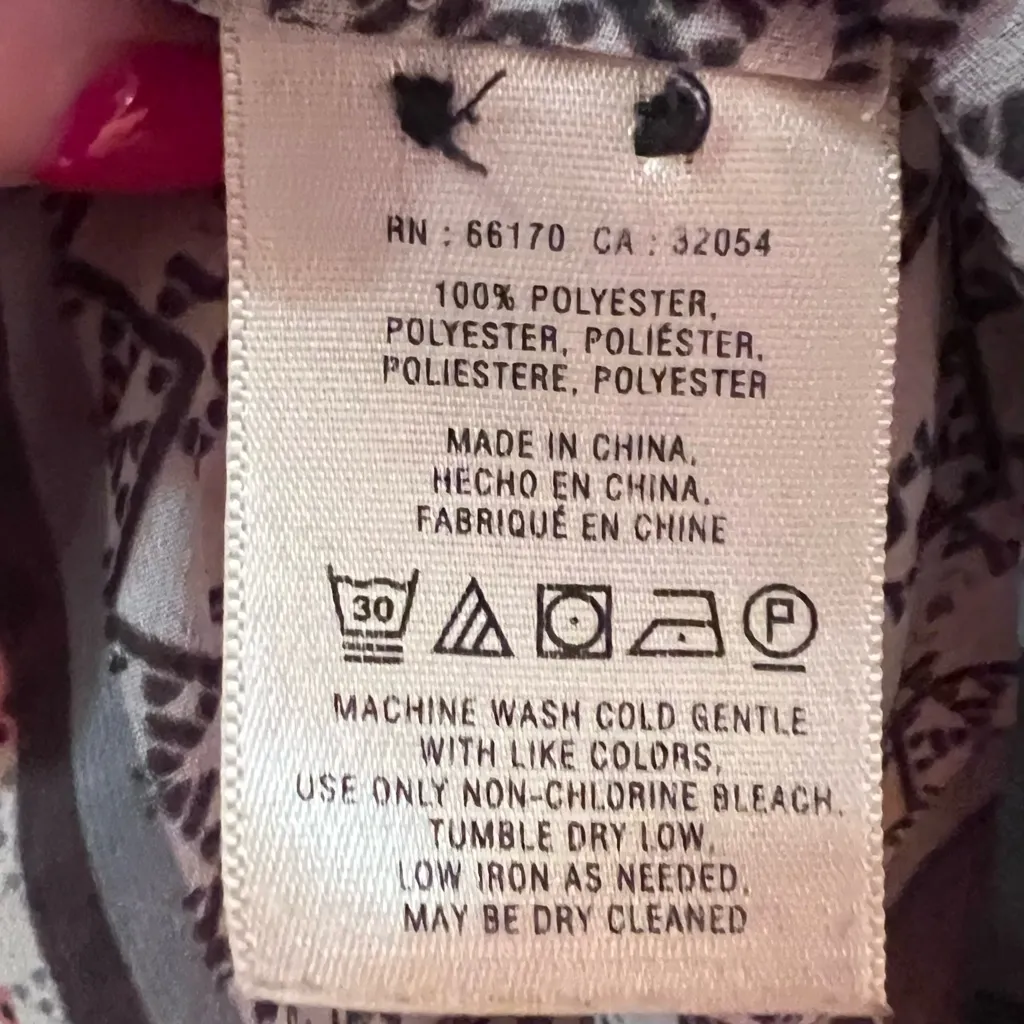 RN : 66170 CA : 32054
100% POLYESTER,
POLYESTER, POLIÉSTER,
POLIESTERE, POLYESTER
MADE IN CHINA,
HECHO EN CHINA,
FABRIQUÉ EN CHINE
30 P
MACHINE WASH COLD GENTLE
WITH LIKE COLORS,
USE ONLY NON-CHLORINE BLEACH,
TUMBLE DRY LOW,
LOW IRON AS NEEDED,
MAY BE DRY CLEANED